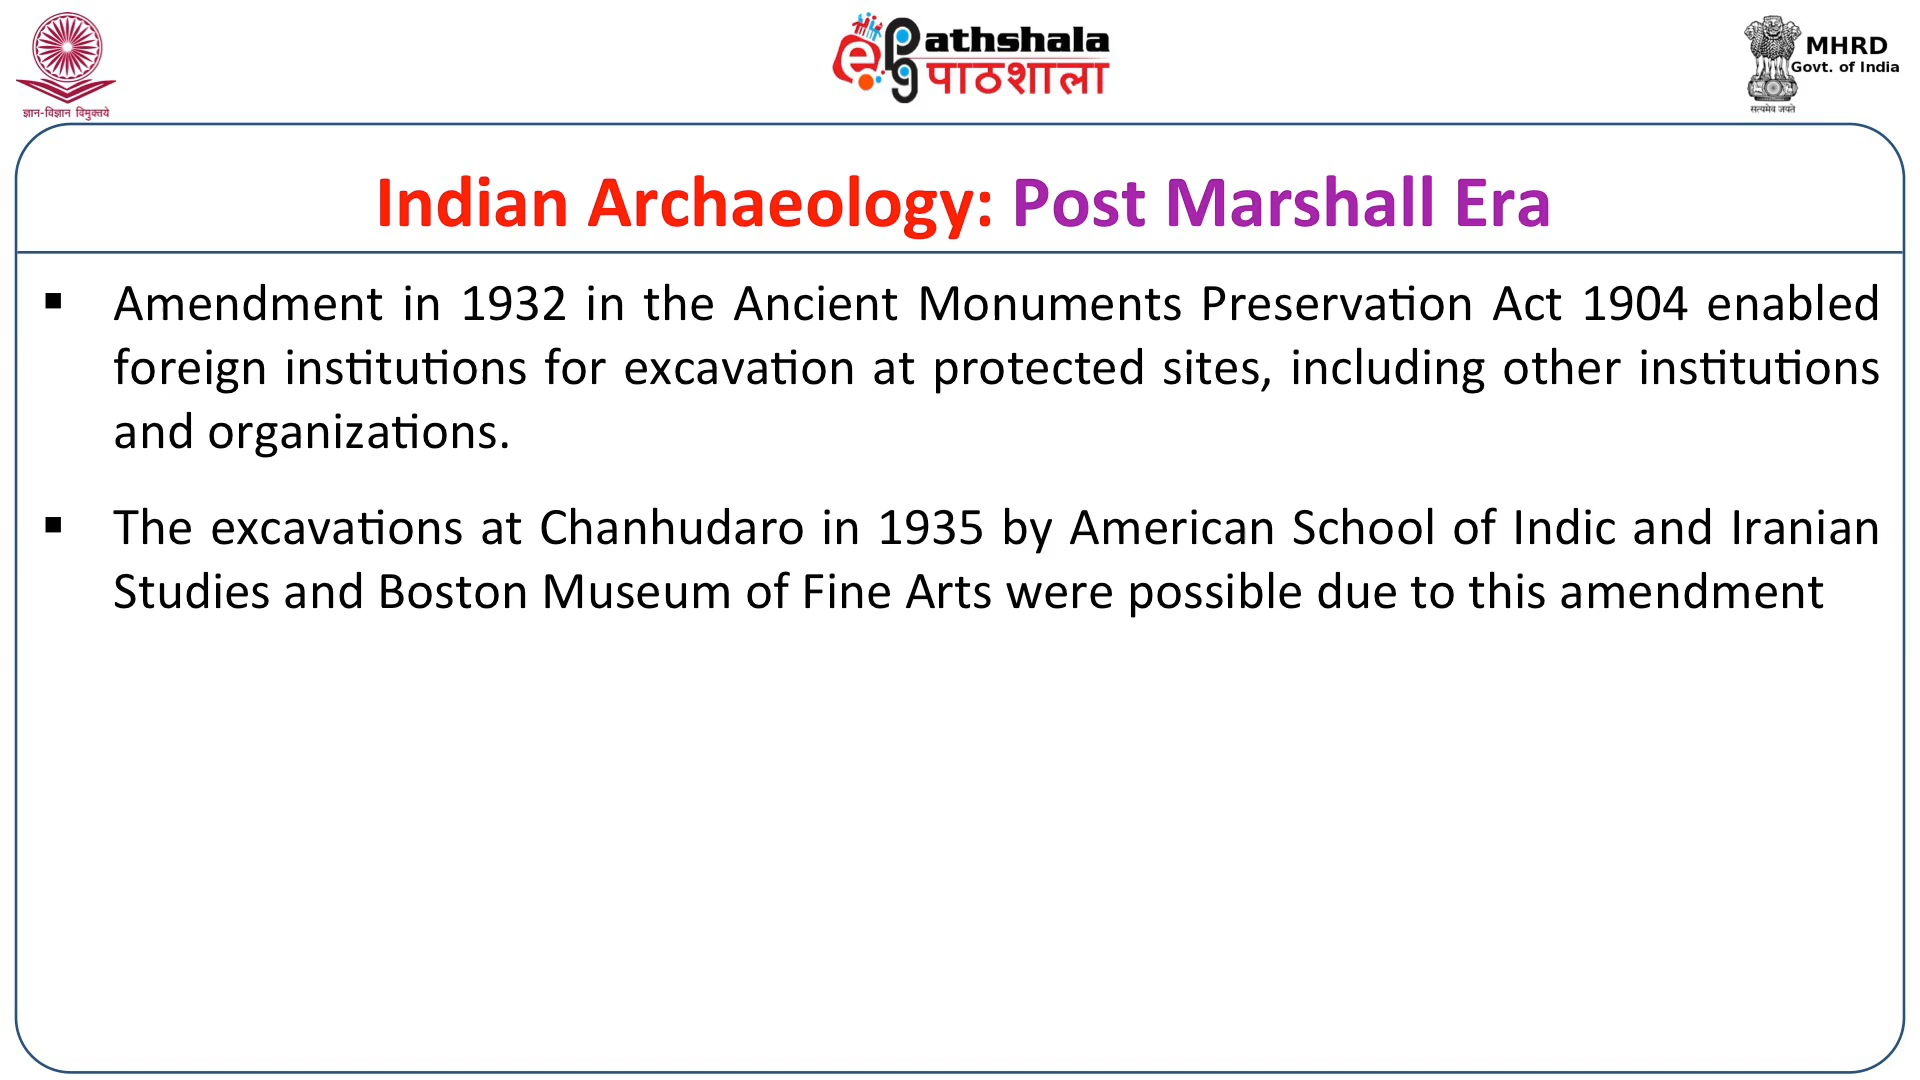 ज्ञान-विज्ञान विमुक्तये
ePathshala
पाठशाला
MHRD
Govt. of India
सत्यमेव जयते
Indian Archaeology: Post Marshall Era
▪ Amendment in 1932 in the Ancient Monuments Preservation Act 1904 enabled
foreign institutions for excavation at protected sites, including other institutions
and organizations.
▪ The excavations at Chanhudaro in 1935 by American School of Indic and Iranian
Studies and Boston Museum of Fine Arts were possible due to this amendment